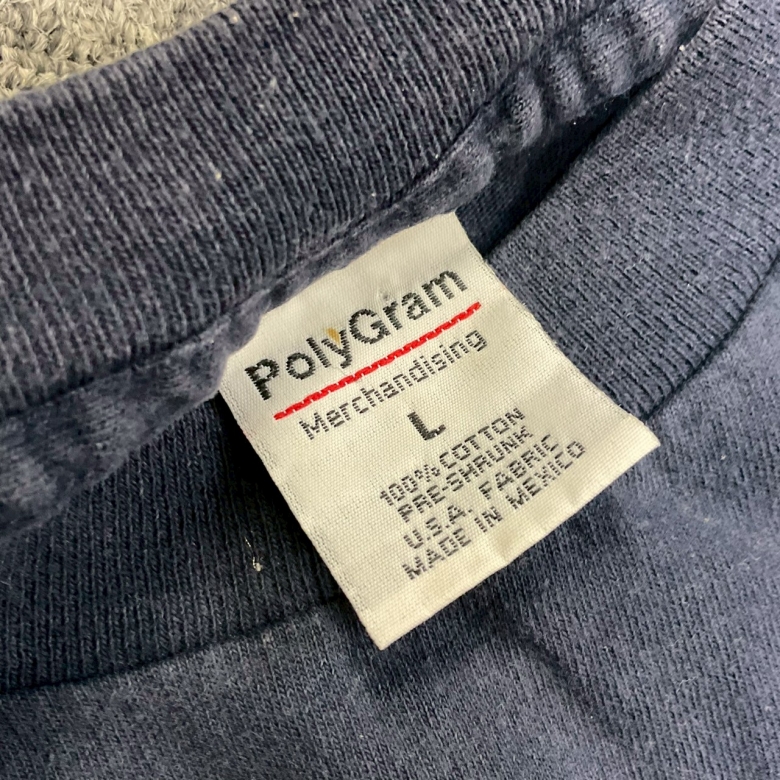 PolyGram
Merchandising
L
100% COTTON
PRE-SHRUNK
U.S.A. FABRIC
MADE IN MEXICO